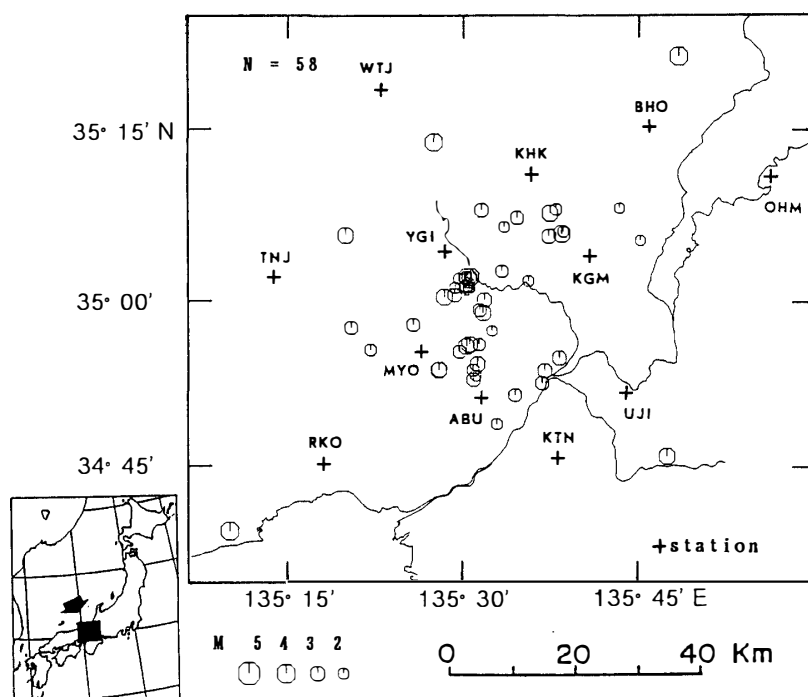 N = 58
WTJ
BHO
35° 15' N
KHK
OHM
YGI
TNJ
KGM
35° 00'
MYO
ABU
UJI
RKO
KTN
34° 45'
+station
135° 15'
135° 30'
135° 45' E
M 5 4 3 2
0 20 40 Km